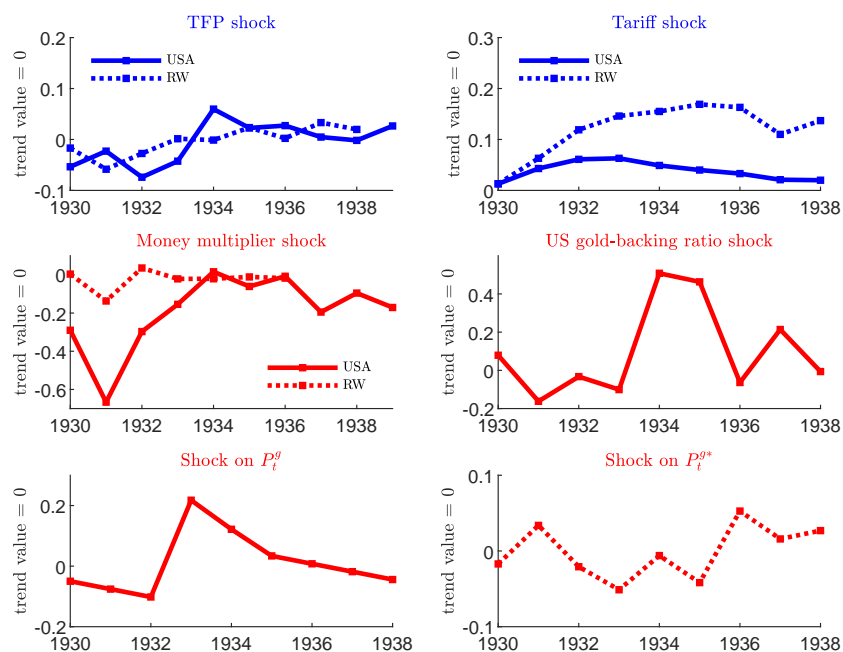 TFP shock
trend value = 0
0.2
0.1
0
-0.1
USA
RW
1930 1932 1934 1936 1938
Tariff shock
trend value = 0
0.3
0.2
0.1
0
USA
RW
1930 1932 1934 1936 1938
Money multiplier shock
trend value = 0
0
-0.2
-0.4
-0.6
USA
RW
1930 1932 1934 1936 1938
US gold-backing ratio shock
trend value = 0
0.4
0.2
0
-0.2
1930 1932 1934 1936 1938
Shock on $P_t^g$
trend value = 0
0.2
0
-0.2
1930 1932 1934 1936 1938
Shock on $P_t^{g*}$
trend value = 0
0.1
0
-0.1
1930 1932 1934 1936 1938